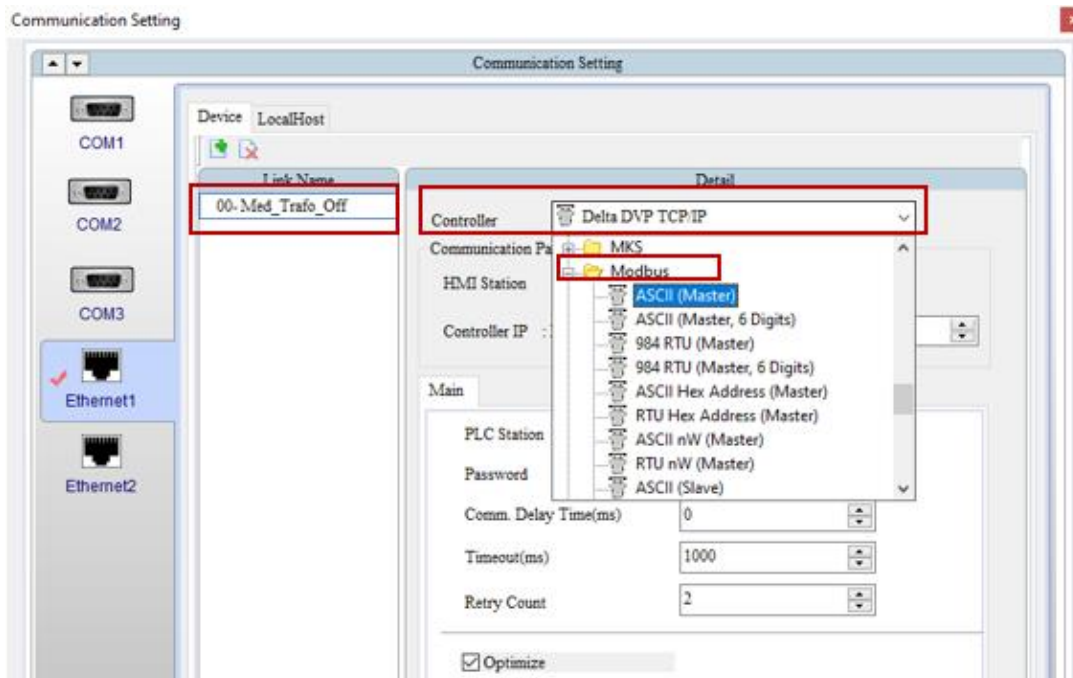 Communication Setting
Communication Setting
COM1
COM2
COM3
Ethernet1
Ethernet2
Device LocalHost
Link Name
00- Med_Trafo_Off
Detail
Controller Delta DVP TCP/IP
Communication Pa
MKS
Modbus
HMI Station
ASCII (Master)
ASCII (Master, 6 Digits)
Controller IP :
984 RTU (Master)
984 RTU (Master, 6 Digits)
Main
ASCII Hex Address (Master)
RTU Hex Address (Master)
PLC Station
ASCII nW (Master)
RTU nW (Master)
Password
ASCII (Slave)
Comm. Delay Time(ms) 0
Timeout(ms) 1000
Retry Count 2
Optimize